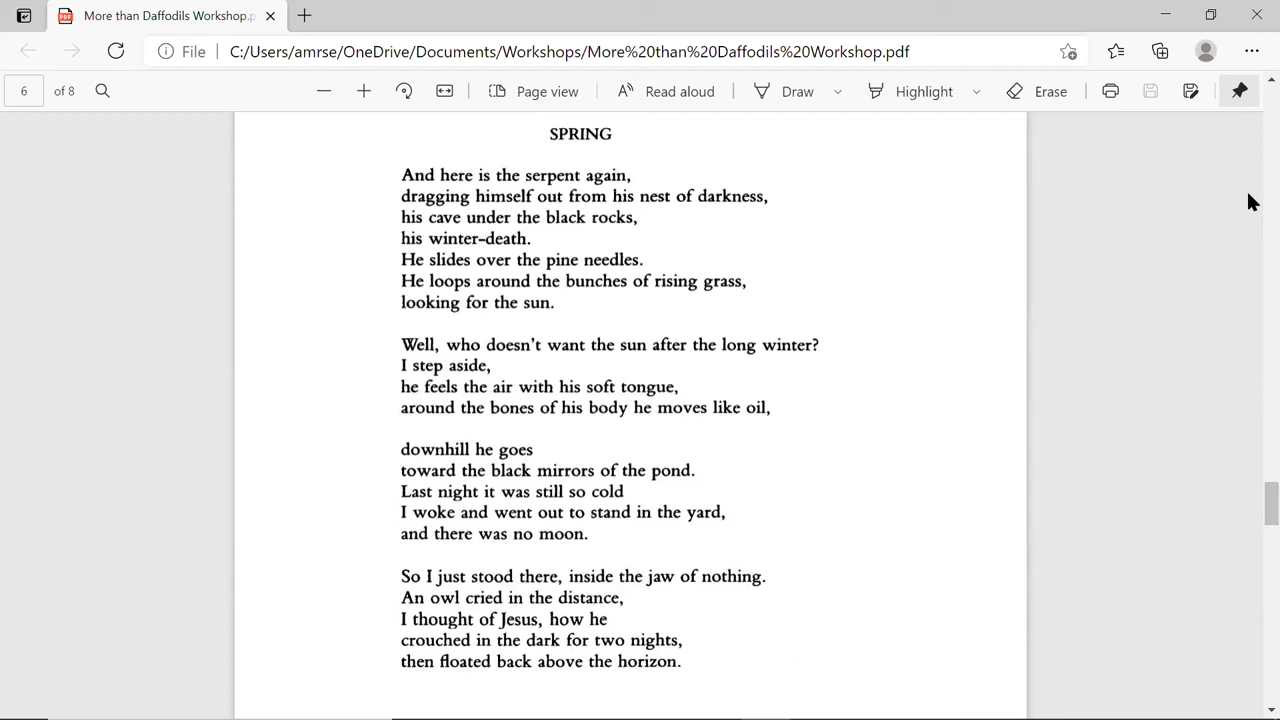 More than Daffodils Workshop.p
File
C:/Users/amrse/OneDrive/Documents/Workshops/More%20than%20Daffodils%20Workshop.pdf
6 of 8
Page view
Read aloud
Draw
Highlight
Erase
SPRING
And here is the serpent again,
dragging himself out from his nest of darkness,
his cave under the black rocks,
his winter-death.
He slides over the pine needles.
He loops around the bunches of rising grass,
looking for the sun.
Well, who doesn't want the sun after the long winter?
I step aside,
he feels the air with his soft tongue,
around the bones of his body he moves like oil,
downhill he goes
toward the black mirrors of the pond.
Last night it was still so cold
I woke and went out to stand in the yard,
and there was no moon.
So I just stood there, inside the jaw of nothing.
An owl cried in the distance,
I thought of Jesus, how he
crouched in the dark for two nights,
then floated back above the horizon.